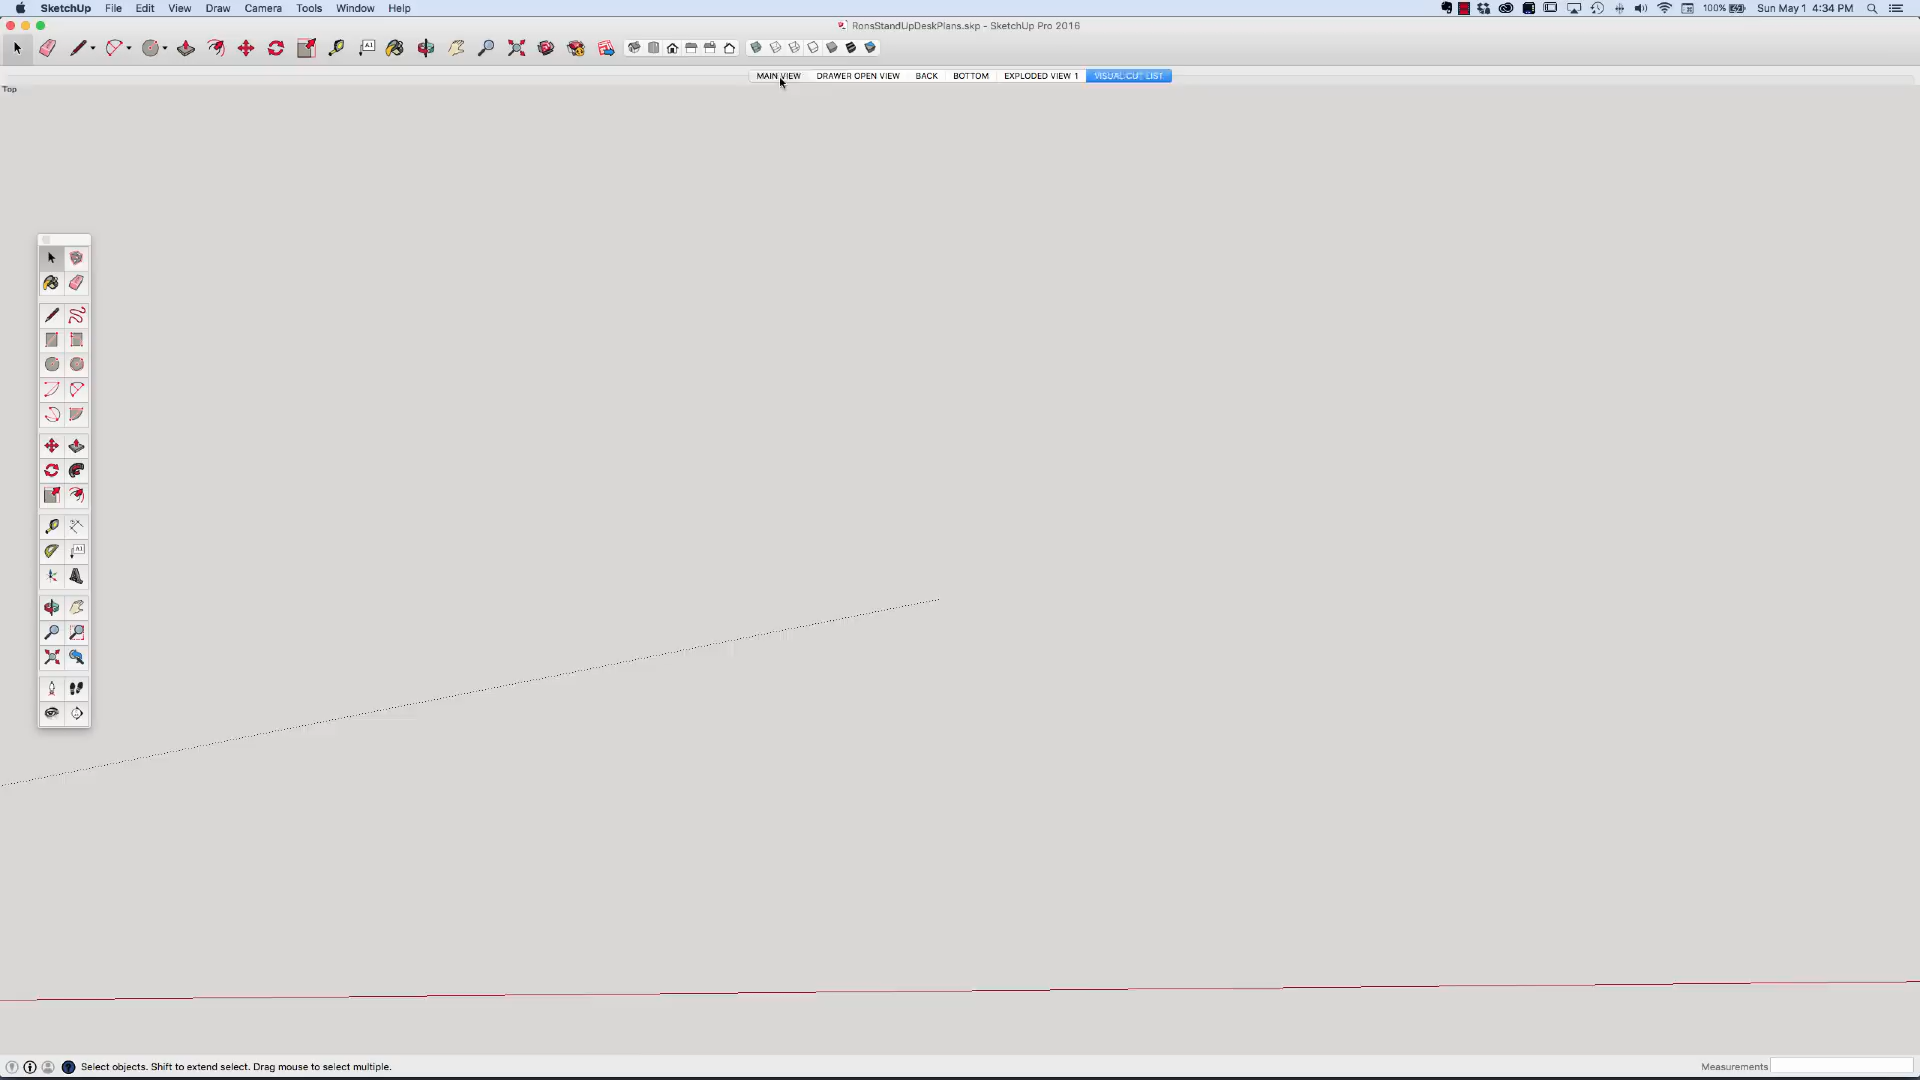 SketchUp File Edit View Draw Camera Tools Window Help
100% Sun May 1 4:34 PM
RonsStandUpDeskPlans.skp - SketchUp Pro 2016
MAIN VIEW DRAWER OPEN VIEW BACK BOTTOM EXPLODED VIEW 1 VISUAL CUT LIST
Top
Select objects. Shift to extend select. Drag mouse to select multiple.
Measurements